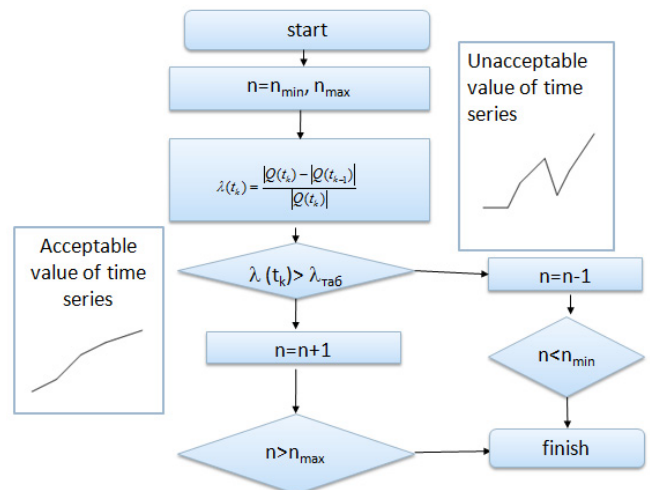 start
n=n_min, n_max
Unacceptable
value of time
series
λ(t_k) = |Q(t_k) − |Q(t_{k-1})| / |Q(t_k)|
Acceptable
value of time
series
λ (t_k)> λ_таб
n=n-1
n=n+1
n<n_min
n>n_max
finish